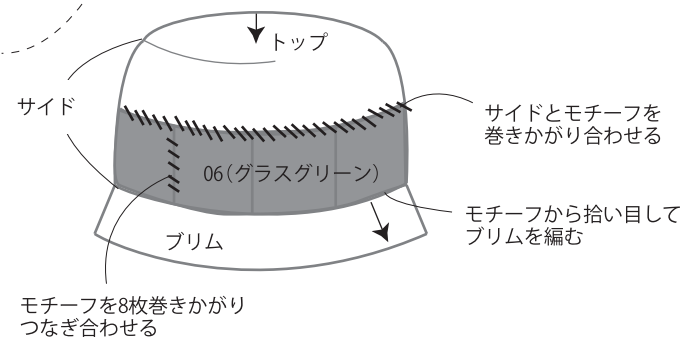 トップ
サイド
サイドとモチーフを
巻きかがり合わせる
06(グラスグリーン)
モチーフから拾い目して
ブリムを編む
ブリム
モチーフを8枚巻きかがり
つなぎ合わせる